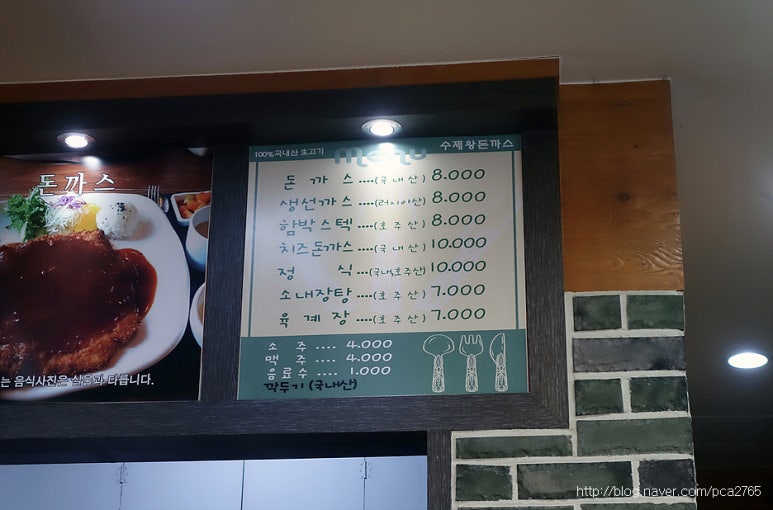 돈까스
는 음식사진은 실물과 다릅니다.
100%국내산 생고기
menu
수제왕돈까스
돈 까 스 ----(국내산) 8.000
생선까스 ----(러시아산) 8.000
함박스텍 ----(호주산) 8.000
치즈돈까스 ----(국내산) 10.000
정 식 ----(국내,호주산) 10.000
소내장탕 ----(호주산) 7.000
육 계 장 ----(호주산) 7.000
소 주 .... 4.000
맥 주 .... 4.000
음료수 .... 1.000
깍두기 (국내산)
http://blog.naver.com/pca2765